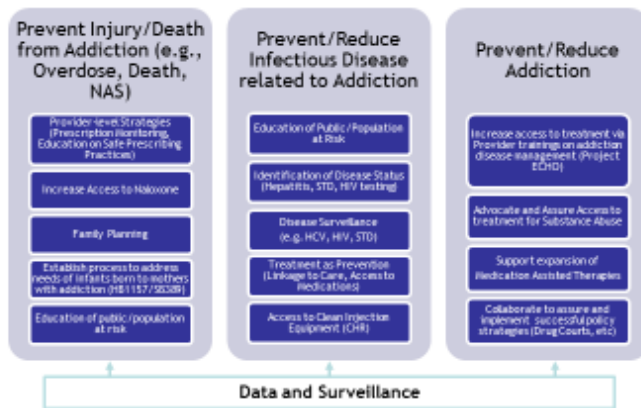 Prevent Injury/Death
from Addiction (e.g.,
Overdose, Death,
NAS)
Provider-level Strategies
(Prescription Monitoring,
Education on Safe Prescribing
Practices)
Increase Access to Naloxone
Family Planning
Establish process to address
needs of infants born to mothers
with addiction (HB1157/SB389)
Education of public/population
at risk
Prevent/Reduce
Infectious Disease
related to Addiction
Education of Public/Population
at Risk
Identification of Disease Status
(Hepatitis, STD, HIV testing)
Disease Surveillance
(e.g. HCV, HIV, STD)
Treatment as Prevention
(Linkage to Care, Access to
Medications)
Access to Clean Injection
Equipment (CHR)
Prevent/Reduce
Addiction
Increase access to treatment via
Provider trainings on addiction
disease management (Project
ECHO)
Advocate and Assure Access to
treatment for Substance Abuse
Support expansion of
Medication Assisted Therapies
Collaborate to assure and
implement successful policy
strategies (Drug Courts, etc)
Data and Surveillance